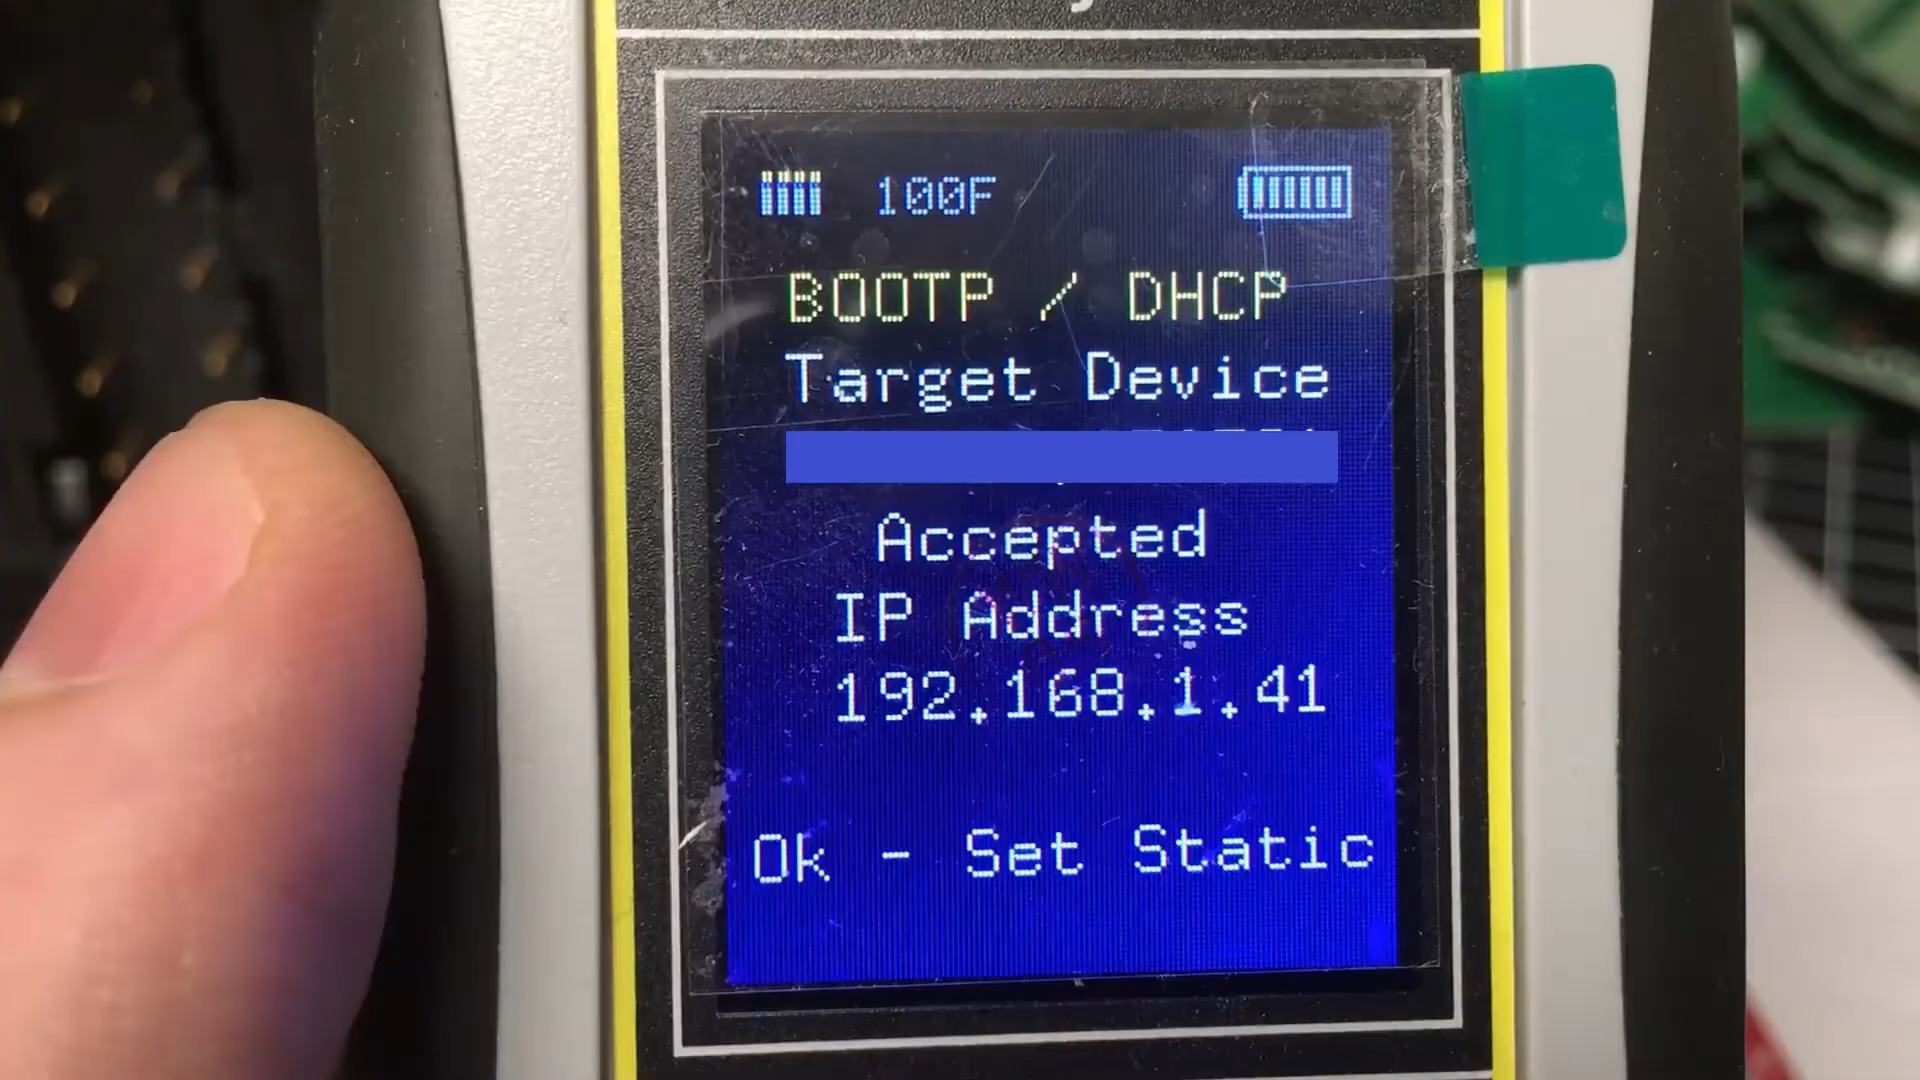 100F
BOOTP / DHCP
Target Device
Accepted
IP Address
192.168.1.41
Ok - Set Static